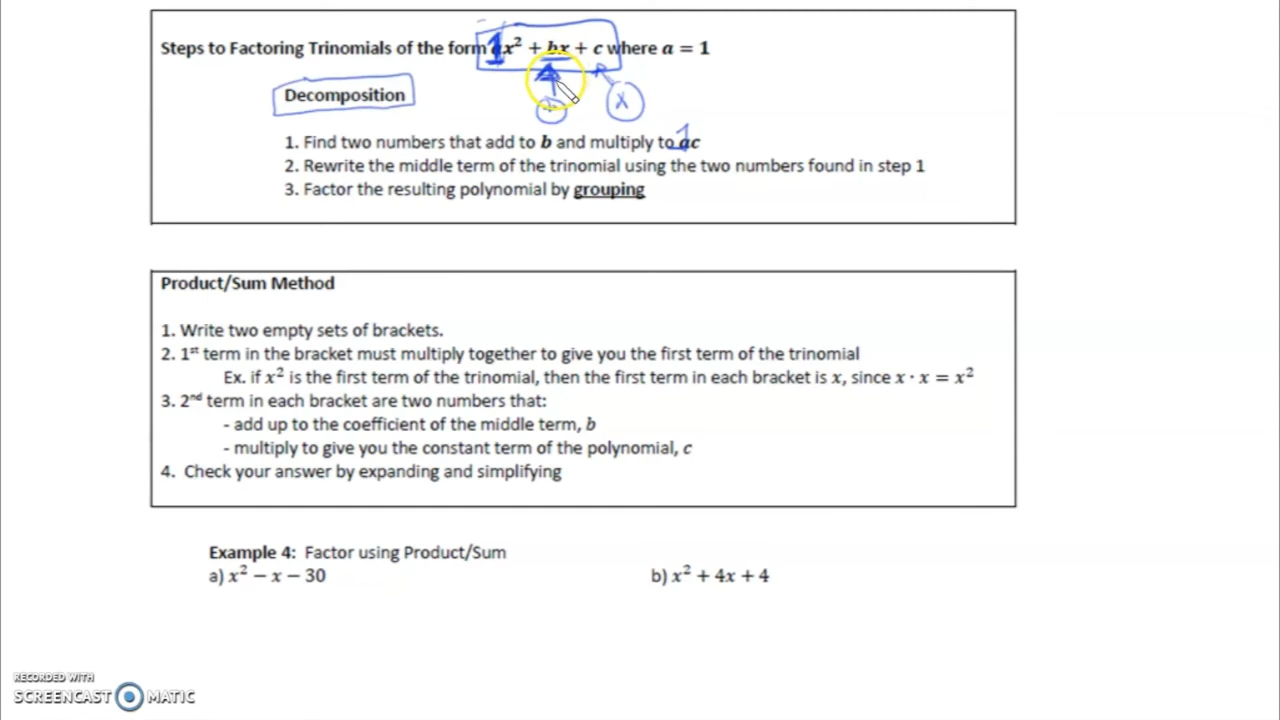 Steps to Factoring Trinomials of the form 1x² + bx + c where a = 1
Decomposition
+ X
1. Find two numbers that add to b and multiply to 1c
2. Rewrite the middle term of the trinomial using the two numbers found in step 1
3. Factor the resulting polynomial by grouping
Product/Sum Method
1. Write two empty sets of brackets.
2. 1st term in the bracket must multiply together to give you the first term of the trinomial
Ex. if x² is the first term of the trinomial, then the first term in each bracket is x, since x · x = x²
3. 2nd term in each bracket are two numbers that:
- add up to the coefficient of the middle term, b
- multiply to give you the constant term of the polynomial, c
4. Check your answer by expanding and simplifying
Example 4: Factor using Product/Sum
a) x² − x − 30 b) x² + 4x + 4
RECORDED WITH
SCREENCAST MATIC